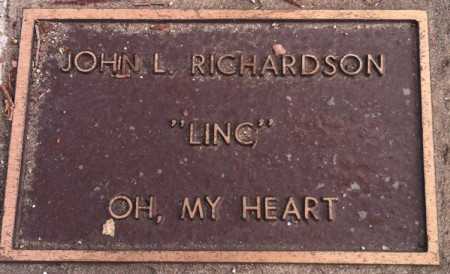 JOHN L. RICHARDSON
"LINC"
OH, MY HEART